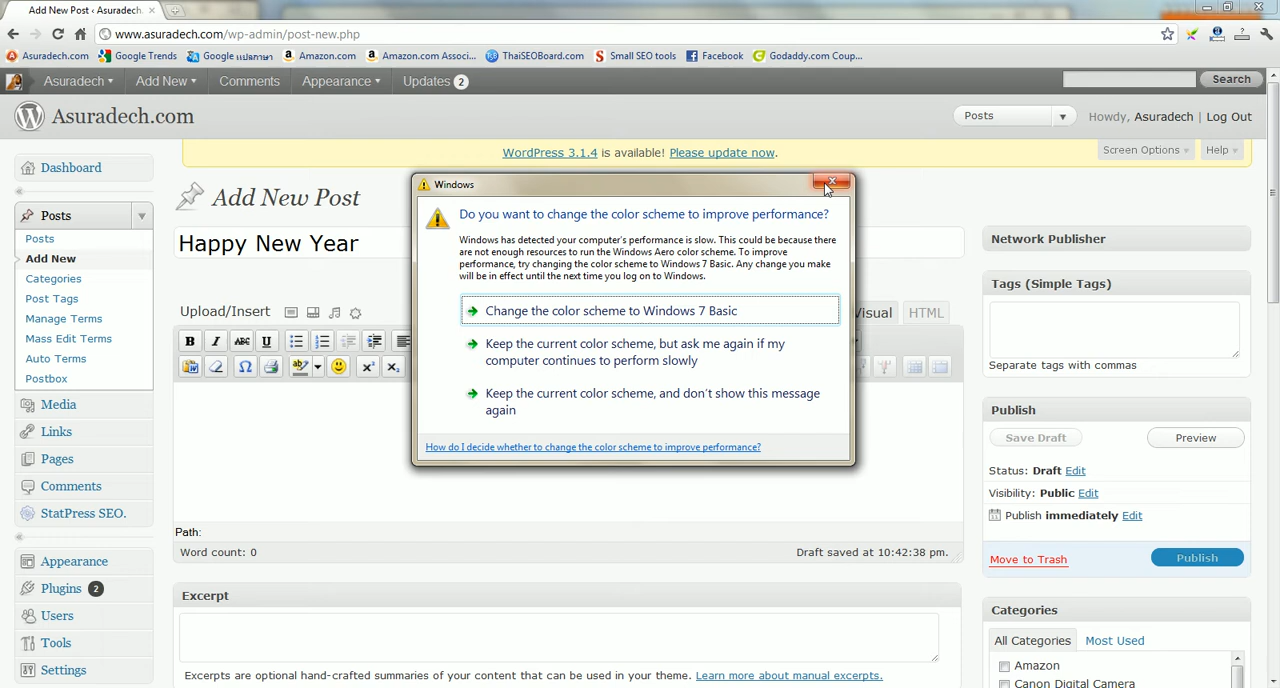 Add New Post ‹ Asuradech.
www.asuradech.com/wp-admin/post-new.php
Asuradech.com Google Trends Google แปลภาษา Amazon.com Amazon.com Associ... ThaiSEOBoard.com Small SEO tools Facebook Godaddy.com Coup...
Asuradech Add New Comments Appearance Updates 2 Search
Asuradech.com Posts Howdy, Asuradech | Log Out
WordPress 3.1.4 is available! Please update now. Screen Options Help
Dashboard
Posts
Posts
Add New
Categories
Post Tags
Manage Terms
Mass Edit Terms
Auto Terms
Postbox
Media
Links
Pages
Comments
StatPress SEO.
Appearance
Plugins 2
Users
Tools
Settings
Add New Post
Happy New Year
Upload/Insert Visual HTML
B I ABC U
Path:
Word count: 0 Draft saved at 10:42:38 pm.
Excerpt
Excerpts are optional hand-crafted summaries of your content that can be used in your theme. Learn more about manual excerpts.
Windows
Do you want to change the color scheme to improve performance?
Windows has detected your computer's performance is slow. This could be because there
are not enough resources to run the Windows Aero color scheme. To improve
performance, try changing the color scheme to Windows 7 Basic. Any change you make
will be in effect until the next time you log on to Windows.
Change the color scheme to Windows 7 Basic
Keep the current color scheme, but ask me again if my
computer continues to perform slowly
Keep the current color scheme, and don't show this message
again
How do I decide whether to change the color scheme to improve performance?
Network Publisher
Tags (Simple Tags)
Separate tags with commas
Publish
Save Draft Preview
Status: Draft Edit
Visibility: Public Edit
Publish immediately Edit
Move to Trash Publish
Categories
All Categories Most Used
Amazon
Canon Digital Camera